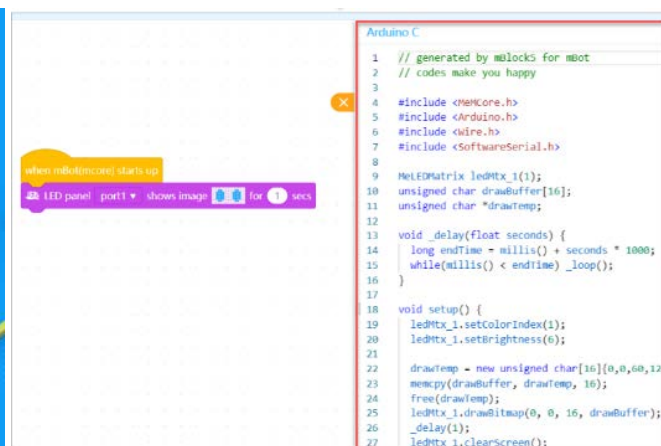 when mBot(mcore) starts up
LED panel port1 ▾ shows image for 1 secs
Arduino C
1 // generated by mBlock5 for mBot
2 // codes make you happy
3
4 #include <MeMCore.h>
5 #include <Arduino.h>
6 #include <Wire.h>
7 #include <SoftwareSerial.h>
8
9 MeLEDMatrix ledMtx_1(1);
10 unsigned char drawBuffer[16];
11 unsigned char *drawTemp;
12
13 void _delay(float seconds) {
14 long endTime = millis() + seconds * 1000;
15 while(millis() < endTime) _loop();
16 }
17
18 void setup() {
19 ledMtx_1.setColorIndex(1);
20 ledMtx_1.setBrightness(6);
21
22 drawTemp = new unsigned char[16]{0,0,60,12
23 memcpy(drawBuffer, drawTemp, 16);
24 free(drawTemp);
25 ledMtx_1.drawBitmap(0, 0, 16, drawBuffer);
26 _delay(1);
27 ledMtx_1.clearScreen();